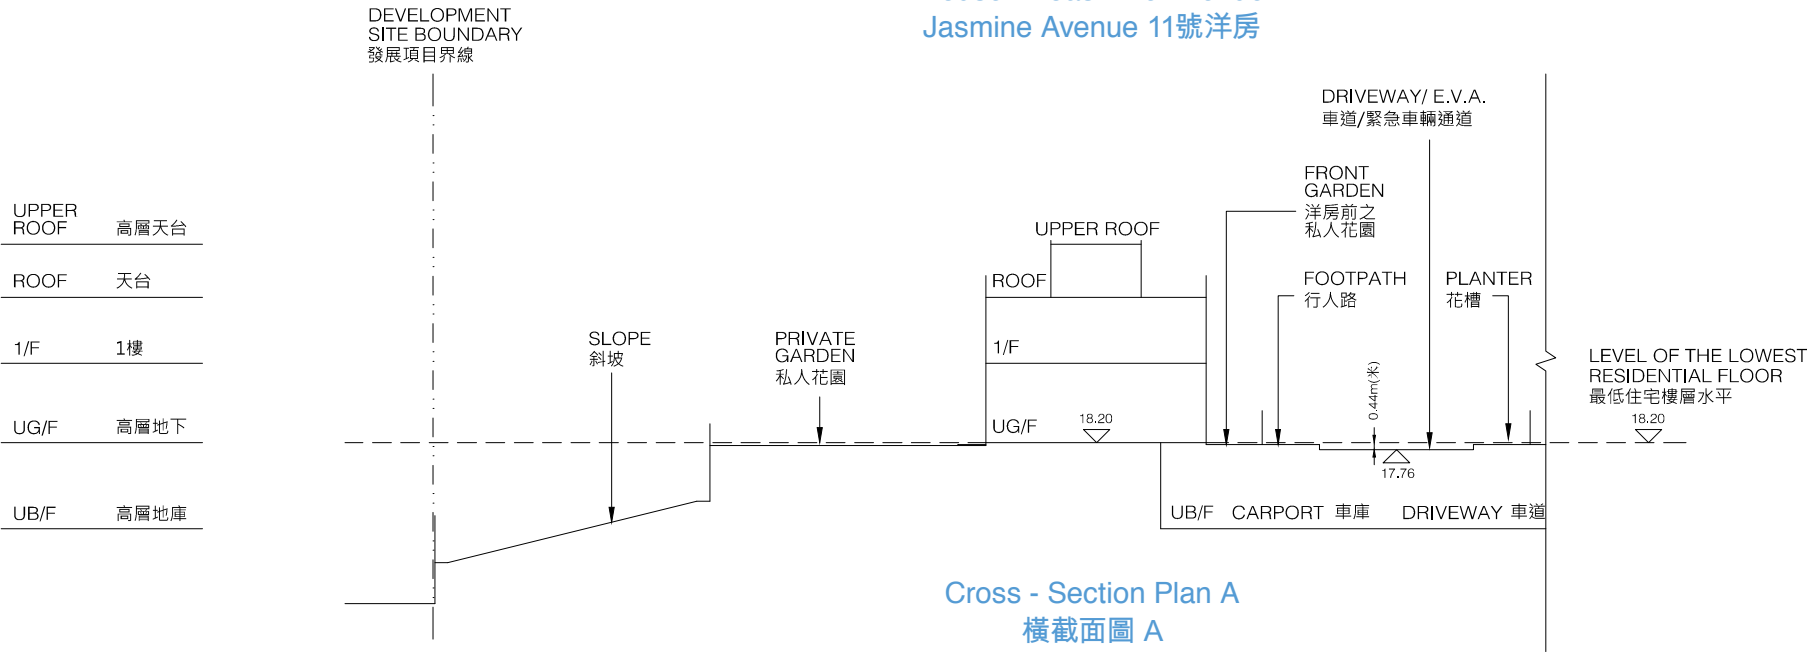 DEVELOPMENT
SITE BOUNDARY
發展項目界線
Jasmine Avenue 11號洋房
DRIVEWAY/ E.V.A.
車道/緊急車輛通道
FRONT
GARDEN
洋房前之
私人花園
UPPER
ROOF 高層天台
UPPER ROOF
ROOF 天台
ROOF
FOOTPATH
行人路
PLANTER
花槽
1/F 1樓
SLOPE
斜坡
PRIVATE
GARDEN
私人花園
1/F
0.44m(米)
LEVEL OF THE LOWEST
RESIDENTIAL FLOOR
最低住宅樓層水平
18.20
UG/F 高層地下
UG/F
18.20
17.76
UB/F 高層地庫
UB/F CARPORT 車庫 DRIVEWAY 車道
Cross - Section Plan A
橫截面圖 A